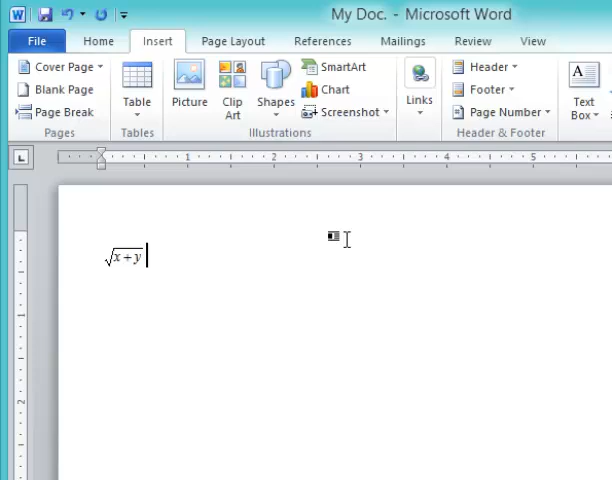 My Doc. - Microsoft Word
File Home Insert Page Layout References Mailings Review View
Cover Page
Blank Page
Page Break
Pages
Table
Tables
Picture
Clip
Art
Shapes
SmartArt
Chart
Screenshot
Illustrations
Links
Header
Footer
Page Number
Header & Footer
Text
Box
1 2 3 4 5
1
2
√x + y